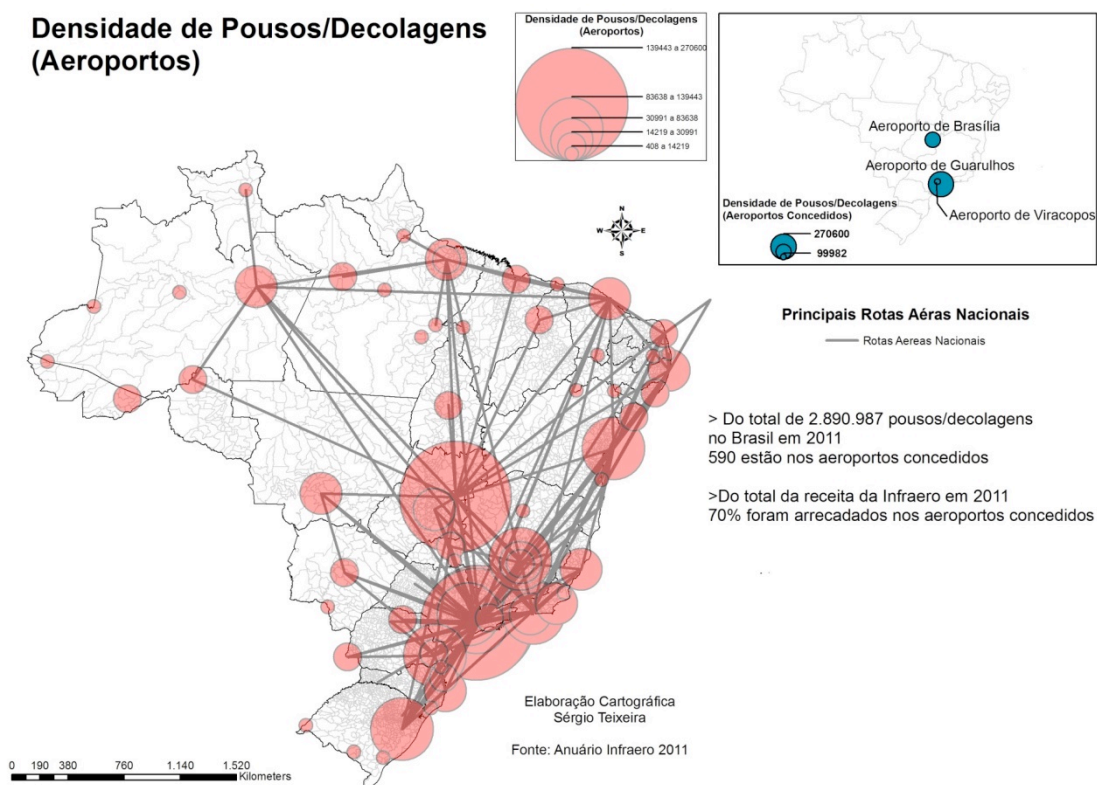 Densidade de Pousos/Decolagens
(Aeroportos)
Densidade de Pousos/Decolagens
(Aeroportos)
139443 a 270600
83638 a 139443
30991 a 83638
14219 a 30991
408 a 14219
Aeroporto de Brasília
Aeroporto de Guarulhos
Aeroporto de Viracopos
Densidade de Pousos/Decolagens
(Aeroportos Concedidos)
270600
99982
N
W E
S
Principais Rotas Aéras Nacionais
Rotas Aereas Nacionais
> Do total de 2.890.987 pousos/decolagens
no Brasil em 2011
590 estão nos aeroportos concedidos
>Do total da receita da Infraero em 2011
70% foram arrecadados nos aeroportos concedidos
Elaboração Cartográfica
Sérgio Teixeira
Fonte: Anuário Infraero 2011
0 190 380 760 1.140 1.520
Kilometers